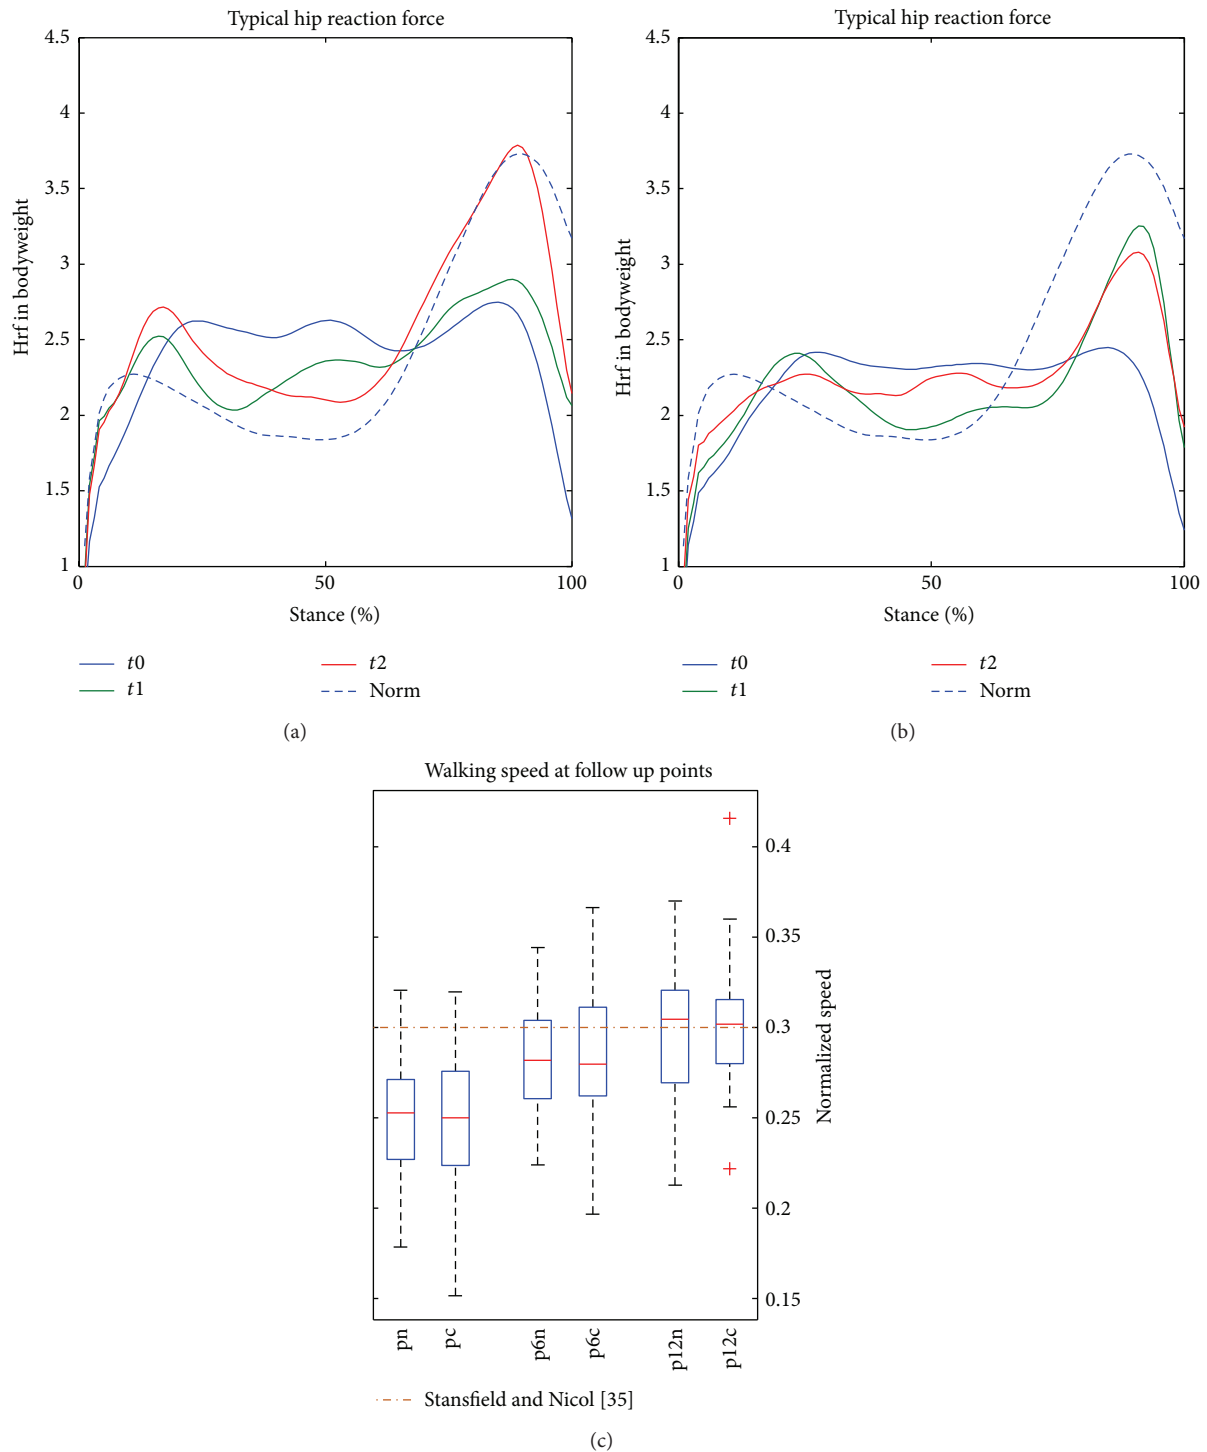 Typical hip reaction force
4.5
4
3.5
3
2.5
2
1.5
1
Hrf in bodyweight
0
50
100
Stance (%)
t0
t1
t2
Norm
(a)
Typical hip reaction force
4.5
4
3.5
3
2.5
2
1.5
1
Hrf in bodyweight
0
50
100
Stance (%)
t0
t1
t2
Norm
(b)
Walking speed at follow up points
0.4
0.35
0.3
0.25
0.2
0.15
Normalized speed
pn
pc
p6n
p6c
p12n
p12c
Stansfield and Nicol [35]
(c)